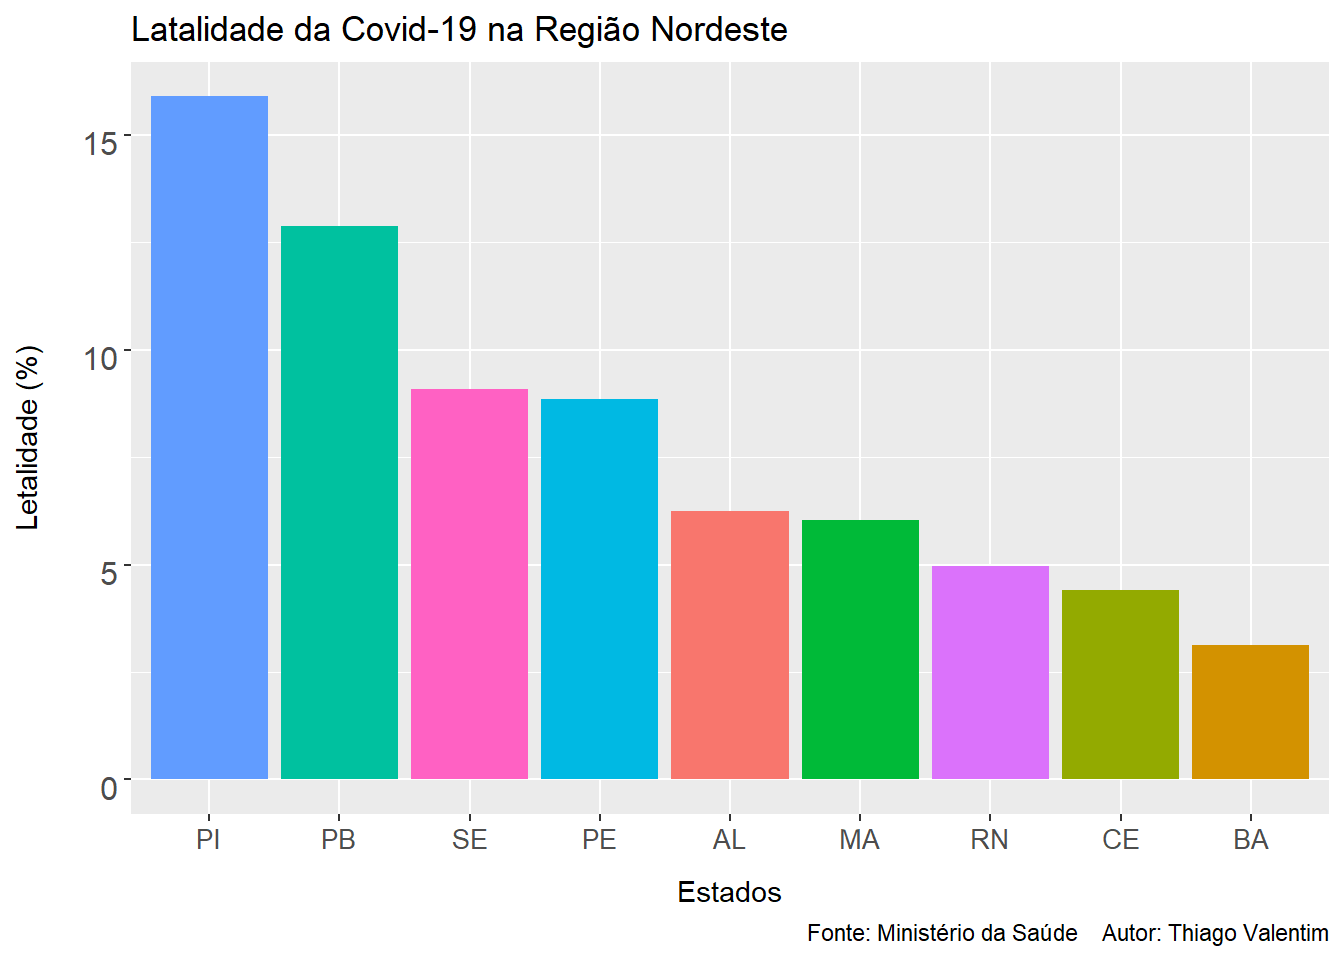 Latalidade da Covid-19 na Região Nordeste
Letalidade (%)
15
10
5
0
PI PB SE PE AL MA RN CE BA
Estados
Fonte: Ministério da Saúde Autor: Thiago Valentim